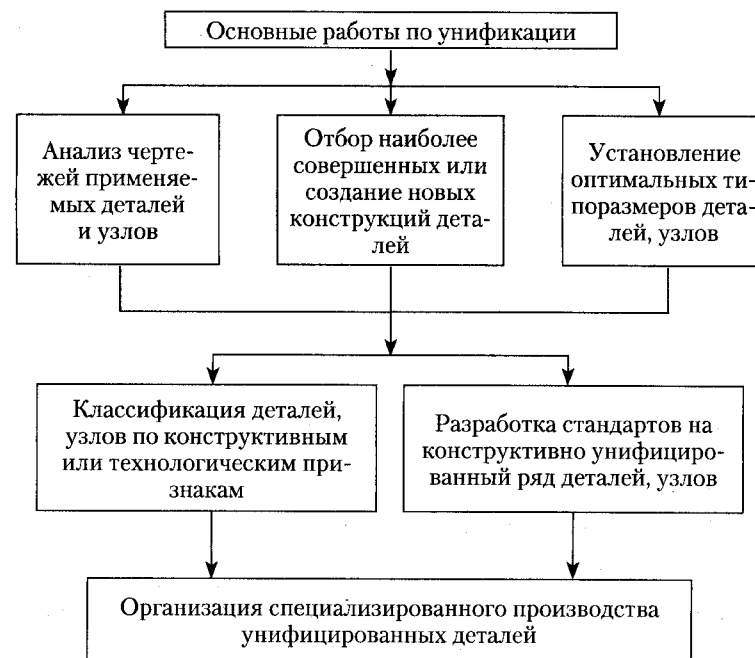 Основные работы по унификации
Анализ черте-
жей применяе-
мых деталей
и узлов
Отбор наиболее
совершенных или
создание новых
конструкций дета-
лей
Установление
оптимальных ти-
поразмеров дета-
лей, узлов
Классификация деталей,
узлов по конструктивным
или технологическим при-
знакам
Разработка стандартов на
конструктивно унифициро-
ванный ряд деталей, узлов
Организация специализированного производства
унифицированных деталей